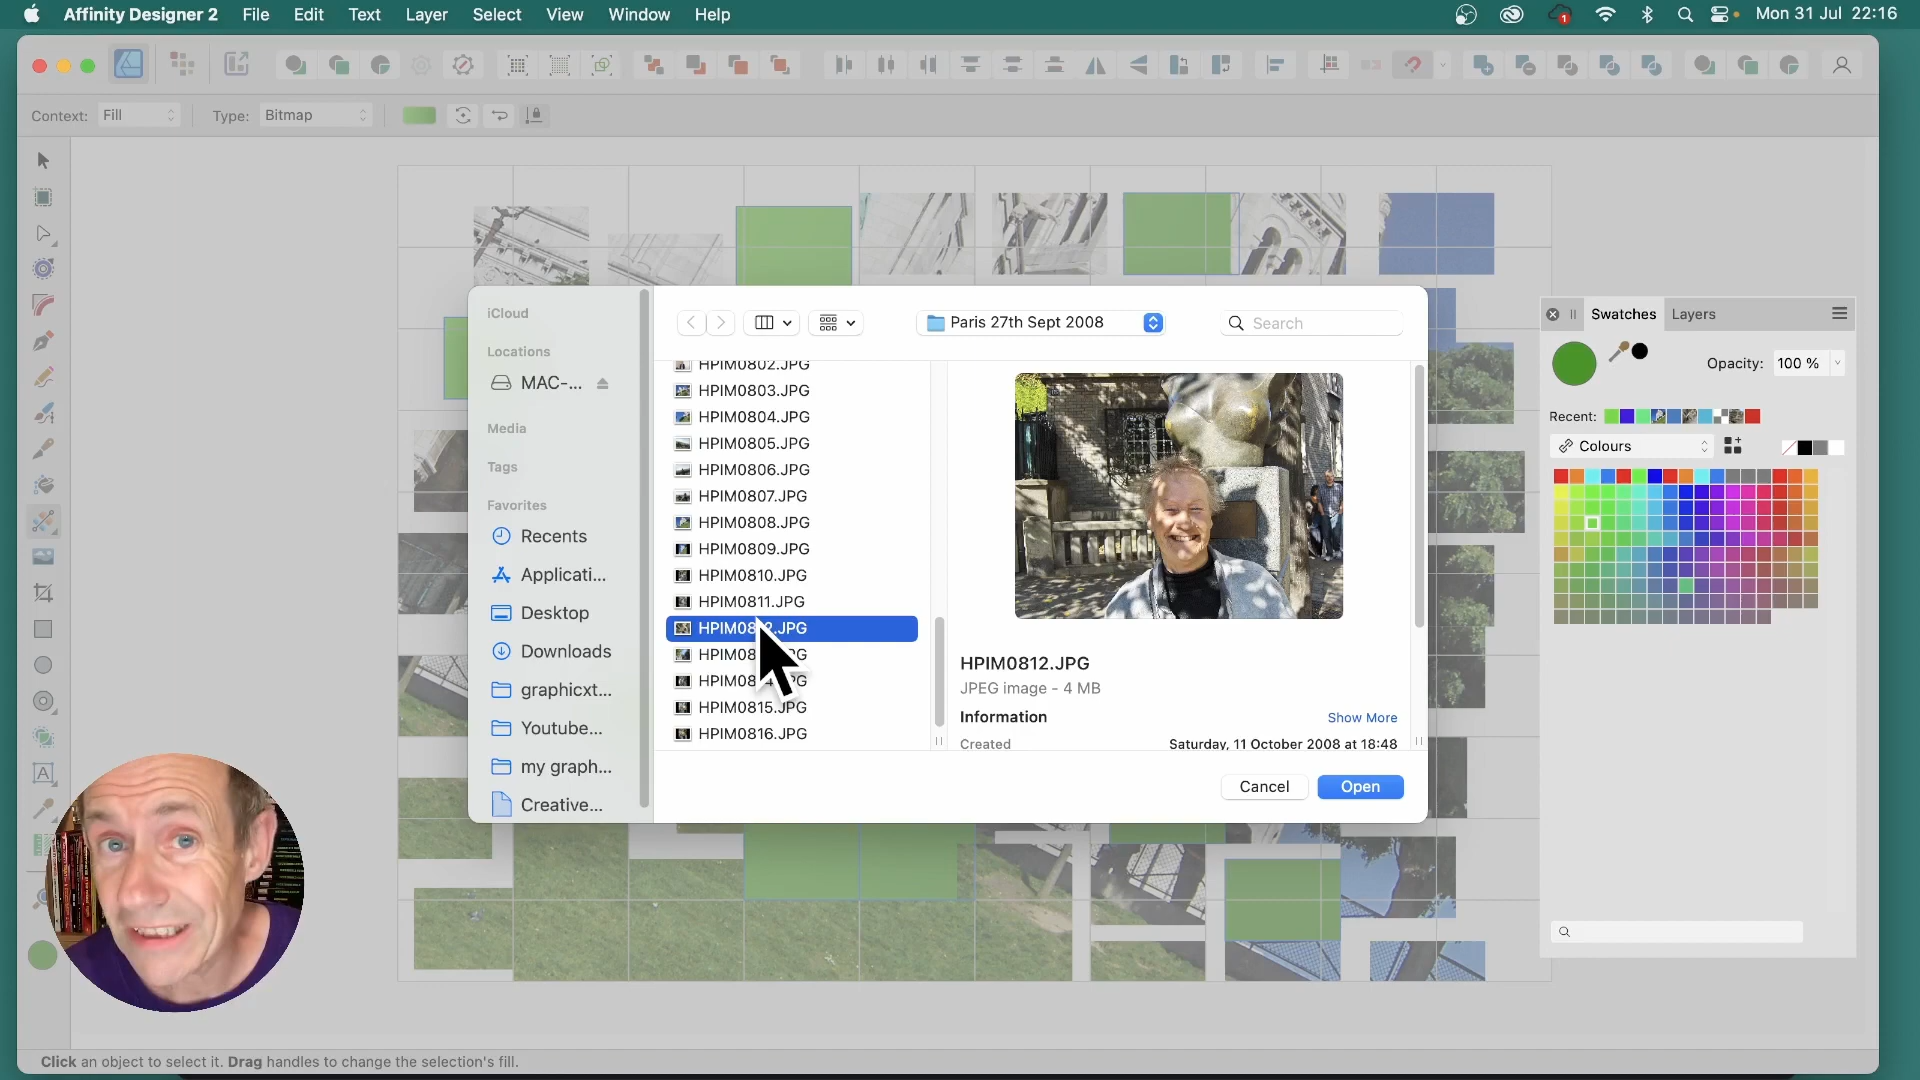 Affinity Designer 2 File Edit Text Layer Select View Window Help 1 Mon 31 Jul 22:16
Context: Fill Type: Bitmap
iCloud
Locations
MAC-...
Media
Tags
Favorites
Recents
Applicati...
Desktop
Downloads
graphicxt...
Youtube...
my graph...
Creative...
Paris 27th Sept 2008 Search
HPIM0802.JPG
HPIM0803.JPG
HPIM0804.JPG
HPIM0805.JPG
HPIM0806.JPG
HPIM0807.JPG
HPIM0808.JPG
HPIM0809.JPG
HPIM0810.JPG
HPIM0811.JPG
HPIM0815.JPG
HPIM0816.JPG
HPIM0812.JPG
JPEG image - 4 MB
Information Show More
Created Saturday, 11 October 2008 at 18:48
Cancel Open
Swatches Layers
Opacity: 100 %
Recent:
Colours
Click an object to select it. Drag handles to change the selection's fill.